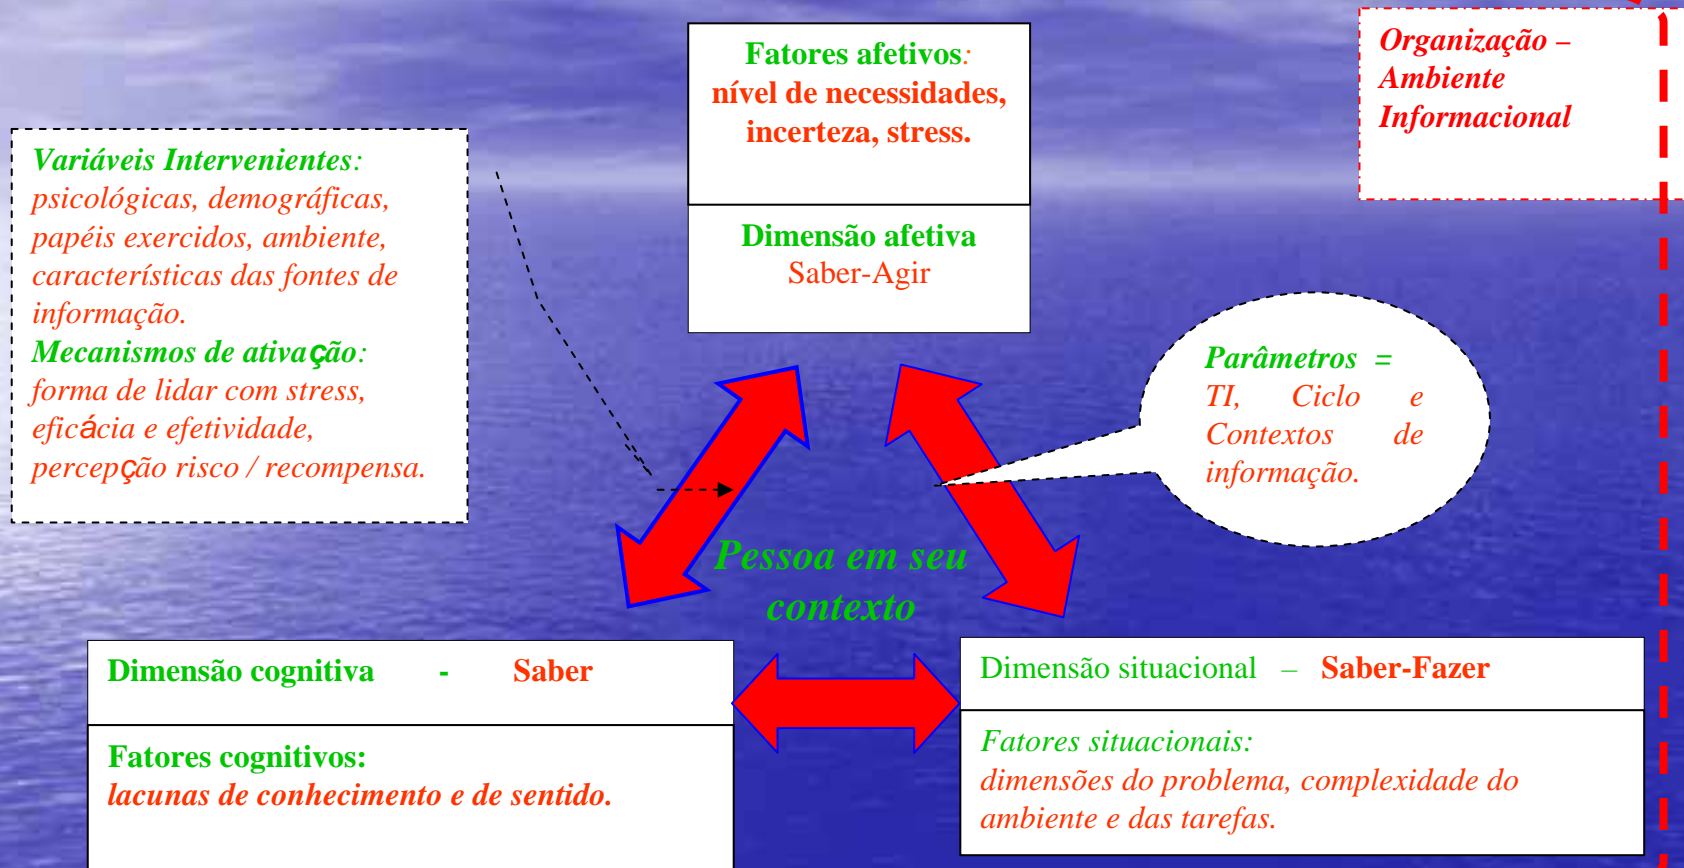 Fatores afetivos:
nível de necessidades,
incerteza, stress.
Dimensão afetiva
Saber-Agir
Organização –
Ambiente
Informacional
Variáveis Intervenientes:
psicológicas, demográficas,
papéis exercidos, ambiente,
características das fontes de
informação.
Mecanismos de ativação:
forma de lidar com stress,
eficácia e efetividade,
percepção risco / recompensa.
Parâmetros =
TI, Ciclo e
Contextos de
informação.
Pessoa em seu
contexto
Dimensão cognitiva - Saber
Fatores cognitivos:
lacunas de conhecimento e de sentido.
Dimensão situacional – Saber-Fazer
Fatores situacionais:
dimensões do problema, complexidade do
ambiente e das tarefas.